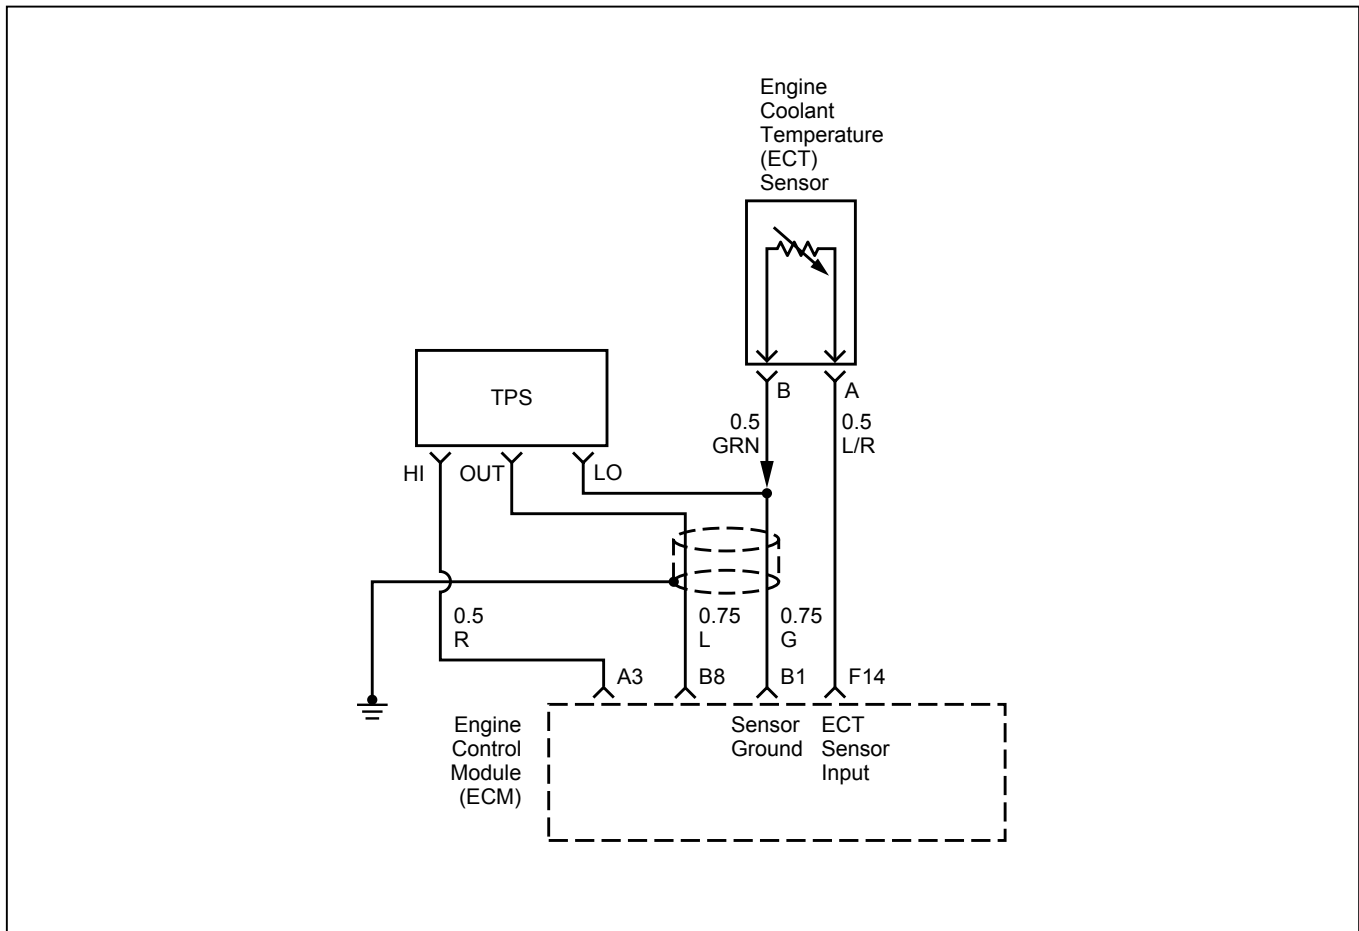 Engine
Coolant
Temperature
(ECT)
Sensor
TPS
B
A
0.5
GRN
0.5
L/R
HI
OUT
LO
0.5
R
0.75
L
0.75
G
A3
B8
B1
F14
Engine
Control
Module
(ECM)
Sensor
Ground
ECT
Sensor
Input